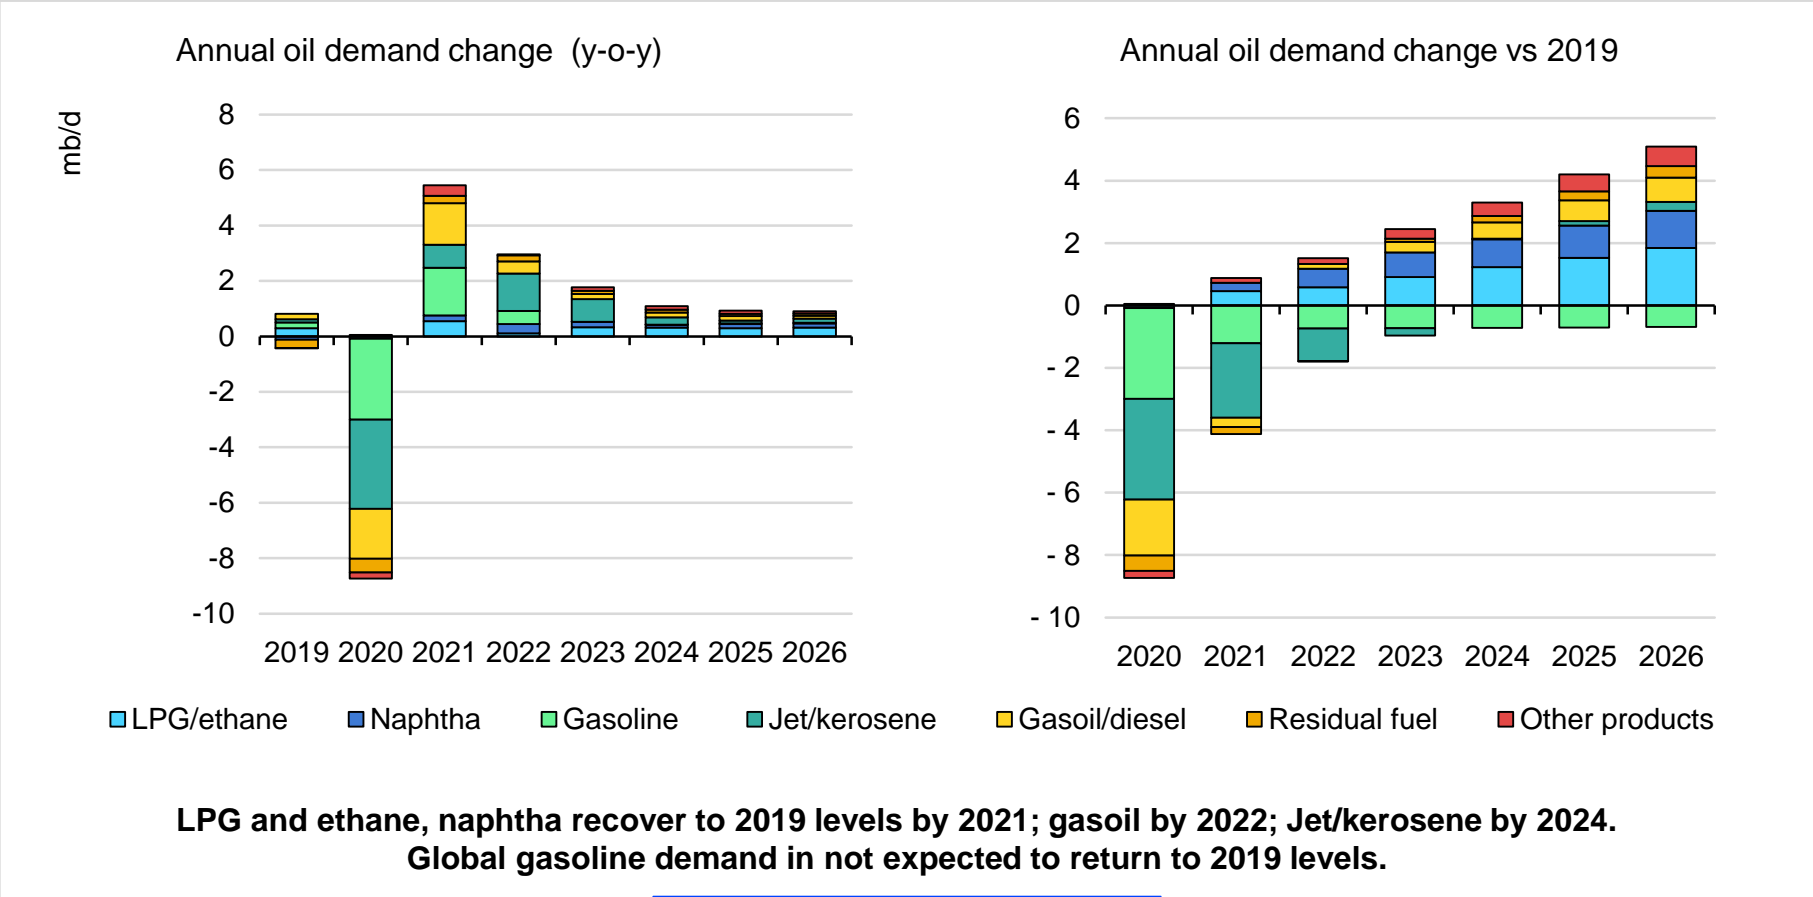 Annual oil demand change (y-o-y)
Annual oil demand change vs 2019
mb/d
8
6
4
2
0
-2
-4
-6
-8
-10
2019 2020 2021 2022 2023 2024 2025 2026
6
4
2
0
- 2
- 4
- 6
- 8
- 10
2020 2021 2022 2023 2024 2025 2026
LPG/ethane Naphtha Gasoline Jet/kerosene Gasoil/diesel Residual fuel Other products
LPG and ethane, naphtha recover to 2019 levels by 2021; gasoil by 2022; Jet/kerosene by 2024.
Global gasoline demand in not expected to return to 2019 levels.